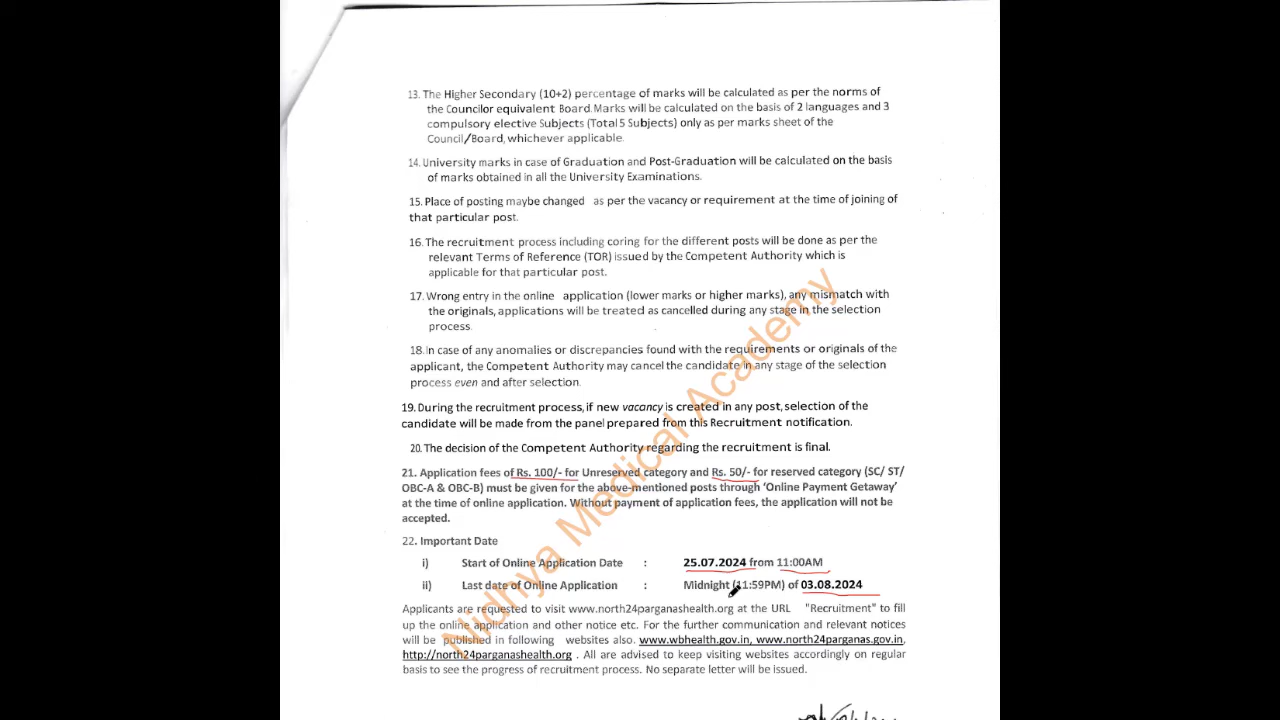 13. The Higher Secondary (10+2) percentage of marks will be calculated as per the norms of
the Councilor equivalent Board. Marks will be calculated on the basis of 2 languages and 3
compulsory elective Subjects (Total 5 Subjects) only as per marks sheet of the
Council/Board, whichever applicable.
14. University marks in case of Graduation and Post-Graduation will be calculated on the basis
of marks obtained in all the University Examinations.
15. Place of posting maybe changed as per the vacancy or requirement at the time of joining of
that particular post.
16. The recruitment process including coring for the different posts will be done as per the
relevant Terms of Reference (TOR) issued by the Competent Authority which is
applicable for that particular post.
17. Wrong entry in the online application (lower marks or higher marks), any mismatch with
the originals, applications will be treated as cancelled during any stage in the selection
process.
18. In case of any anomalies or discrepancies found with the requirements or originals of the
applicant, the Competent Authority may cancel the candidate in any stage of the selection
process even and after selection.
19. During the recruitment process, if new vacancy is created in any post, selection of the
candidate will be made from the panel prepared from this Recruitment notification.
20. The decision of the Competent Authority regarding the recruitment is final.
21. Application fees of Rs. 100/- for Unreserved category and Rs. 50/- for reserved category (SC/ ST/
OBC-A & OBC-B) must be given for the above-mentioned posts through 'Online Payment Getaway'
at the time of online application. Without payment of application fees, the application will not be
accepted.
22. Important Date
i) Start of Online Application Date : 25.07.2024 from 11:00AM
ii) Last date of Online Application : Midnight (11:59PM) of 03.08.2024
Applicants are requested to visit www.north24parganashealth.org at the URL "Recruitment" to fill
up the online application and other notice etc. For the further communication and relevant notices
will be published in following websites also. www.wbhealth.gov.in, www.north24parganas.gov.in,
http://north24parganashealth.org . All are advised to keep visiting websites accordingly on regular
basis to see the progress of recruitment process. No separate letter will be issued.
Nidhya Medical Academy